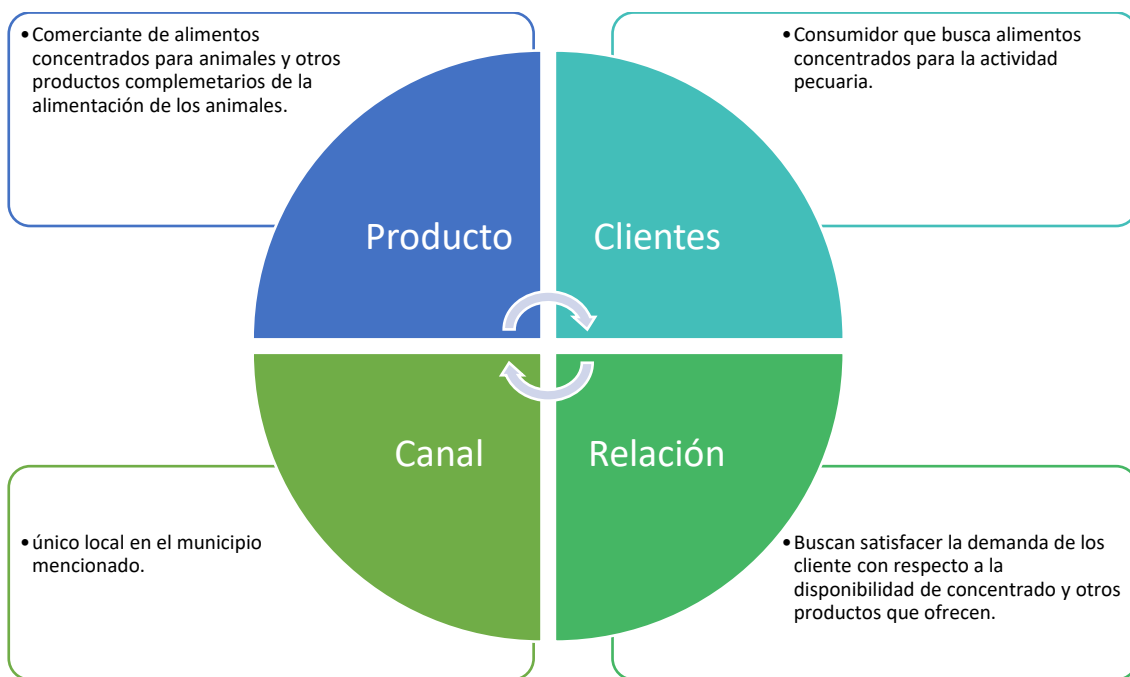 •Comerciante de alimentos
concentrados para animales y otros
productos complemetarios de la
alimentación de los animales.
•Consumidor que busca alimentos
concentrados para la actividad
pecuaria.
Producto
Clientes
Canal
Relación
•único local en el municipio
mencionado.
•Buscan satisfacer la demanda de los
cliente con respecto a la
disponibilidad de concentrado y otros
productos que ofrecen.